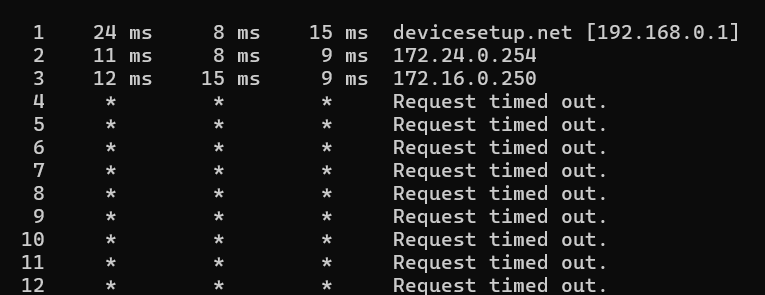 1 24 ms 8 ms 15 ms devicesetup.net [192.168.0.1]
2 11 ms 8 ms 9 ms 172.24.0.254
3 12 ms 15 ms 9 ms 172.16.0.250
4 * * * Request timed out.
5 * * * Request timed out.
6 * * * Request timed out.
7 * * * Request timed out.
8 * * * Request timed out.
9 * * * Request timed out.
10 * * * Request timed out.
11 * * * Request timed out.
12 * * * Request timed out.